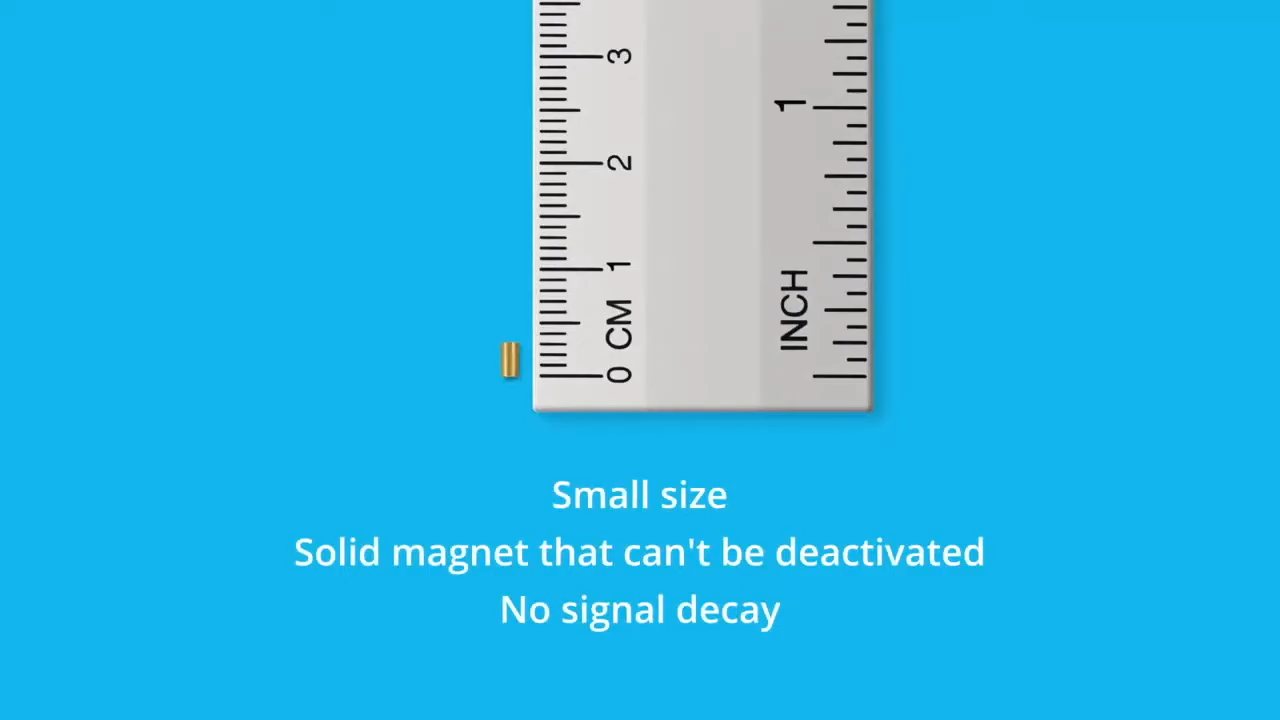 3
2
1
0 CM
1
INCH
Small size
Solid magnet that can't be deactivated
No signal decay